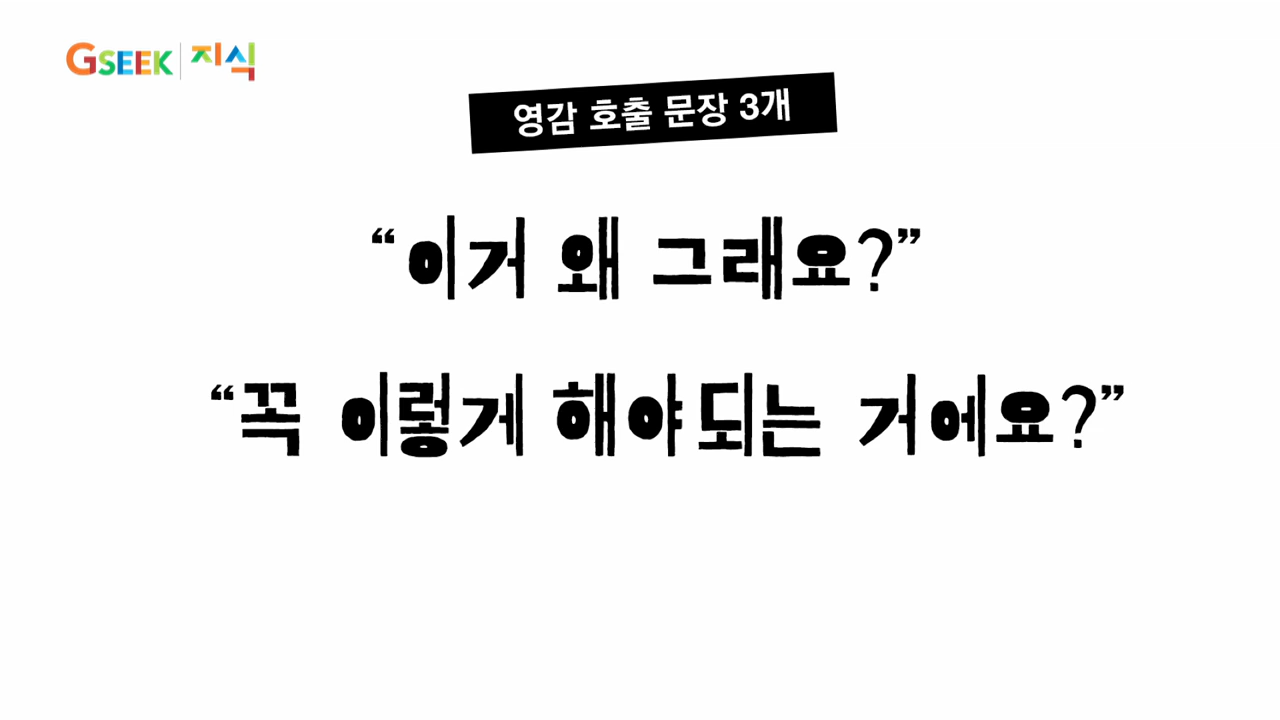 GSEEK 지식
영감 호출 문장 3개
“이거 왜 그래요?”
“꼭 이렇게 해야되는 거에요?”